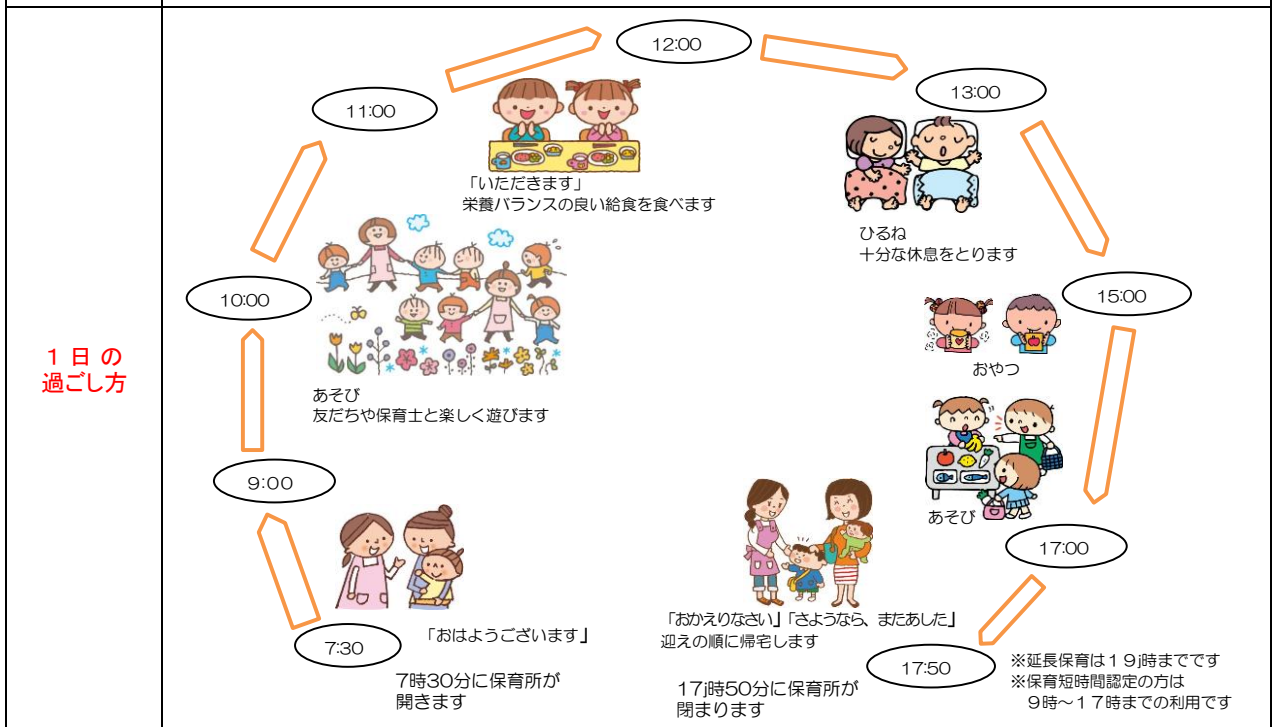 1日の
過ごし方
7:30
「おはようございます」
7時30分に保育所が
開きます
9:00
10:00
あそび
友だちや保育士と楽しく遊びます
11:00
「いただきます」
栄養バランスの良い給食を食べます
12:00
13:00
ひるね
十分な休息をとります
15:00
おやつ
あそび
17:00
「おかえりなさい」「さようなら、またあした」
迎えの順に帰宅します
17:50
17j時50分に保育所が
閉まります
※延長保育は19j時までです
※保育短時間認定の方は
9時～17時までの利用です